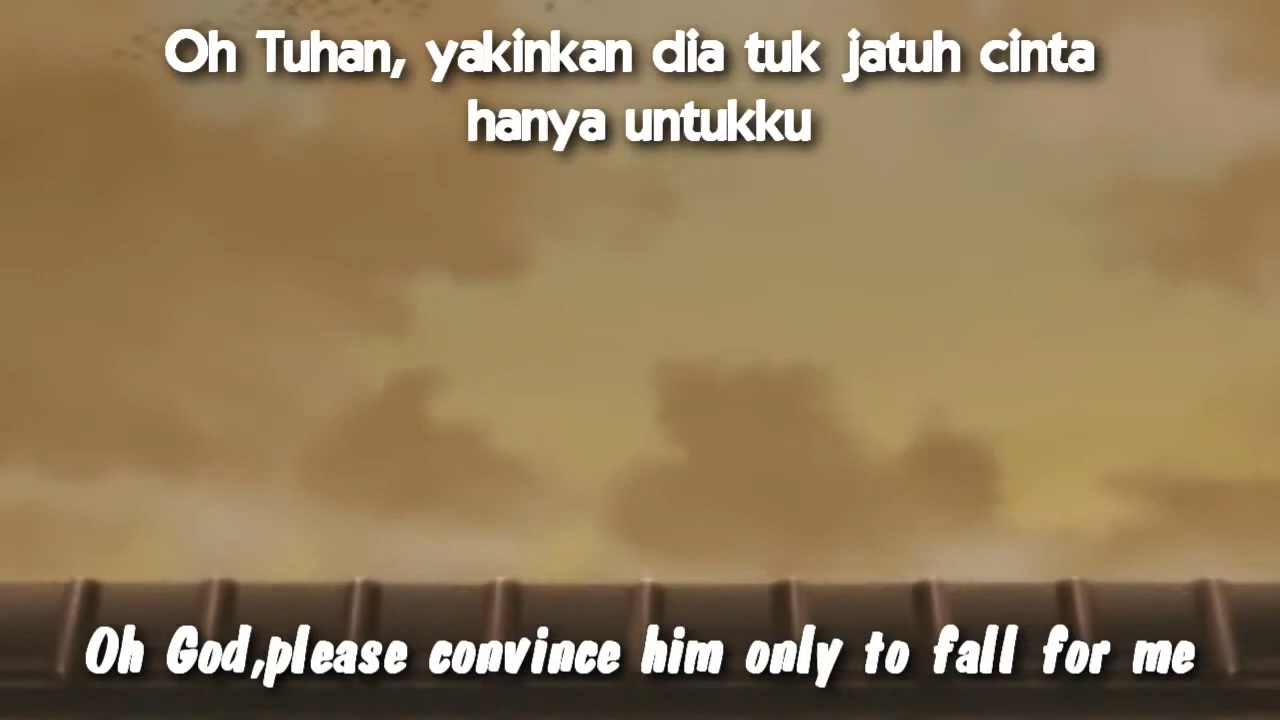 Oh Tuhan, yakinkan dia tuk jatuh cinta
hanya untukku
Oh God,please convince him only to fall for me